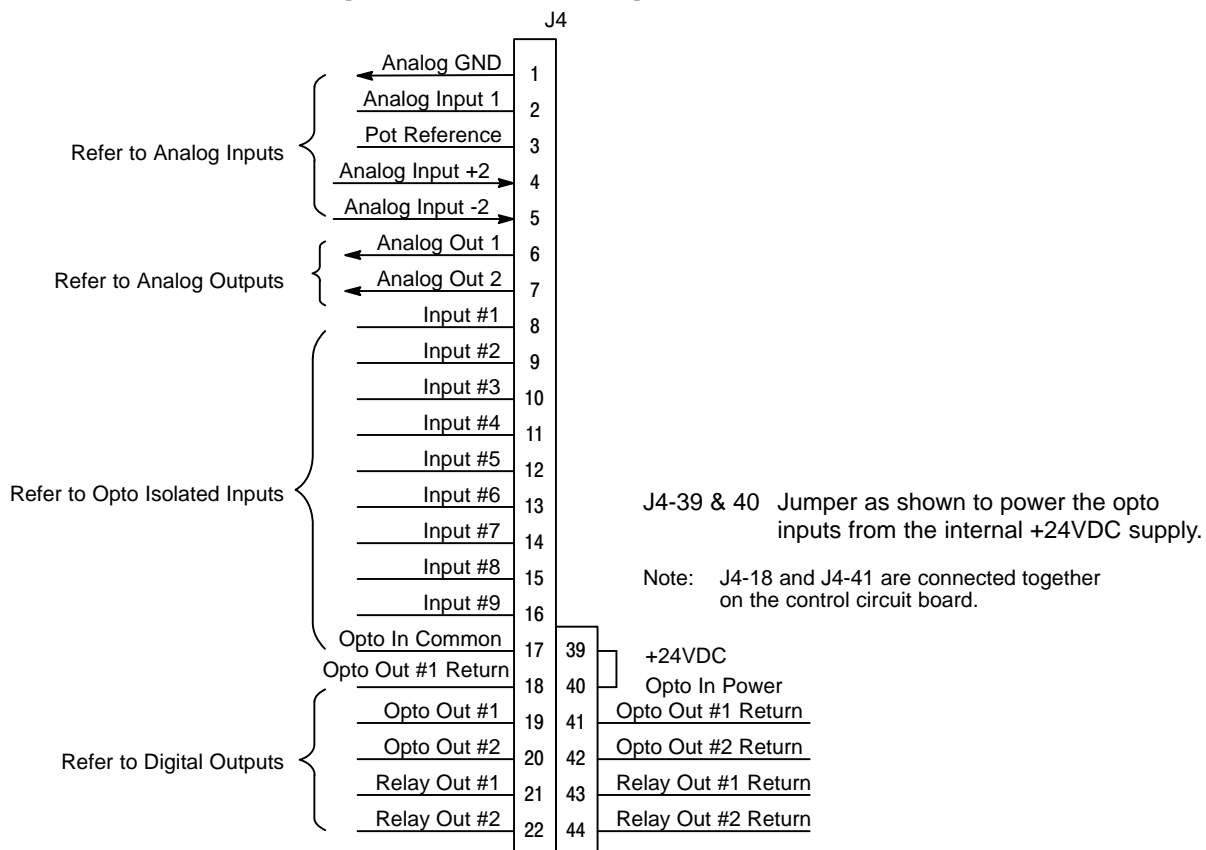 J4
Analog GND 1
Analog Input 1 2
Pot Reference 3
Refer to Analog Inputs
Analog Input +2 4
Analog Input -2 5
Analog Out 1 6
Refer to Analog Outputs
Analog Out 2 7
Input #1 8
Input #2 9
Input #3 10
Input #4 11
Input #5 12
Refer to Opto Isolated Inputs
Input #6 13
Input #7 14
Input #8 15
Input #9 16
Opto In Common 17
Opto Out #1 Return 18
Opto Out #1 19
Opto Out #2 20
Refer to Digital Outputs
Relay Out #1 21
Relay Out #2 22
39 +24VDC
40 Opto In Power
41 Opto Out #1 Return
42 Opto Out #2 Return
43 Relay Out #1 Return
44 Relay Out #2 Return
J4-39 & 40 Jumper as shown to power the opto
inputs from the internal +24VDC supply.
Note: J4-18 and J4-41 are connected together
on the control circuit board.